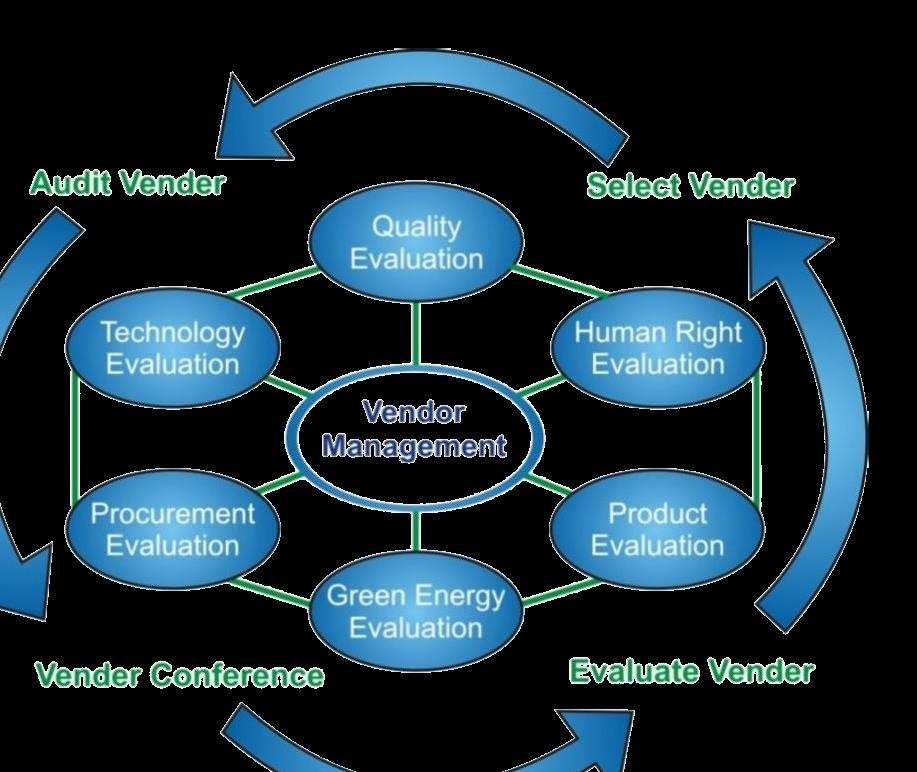 Audit Vender
Select Vender
Quality
Evaluation
Technology
Evaluation
Human Right
Evaluation
Vendor
Management
Procurement
Evaluation
Product
Evaluation
Green Energy
Evaluation
Vender Conference
Evaluate Vender